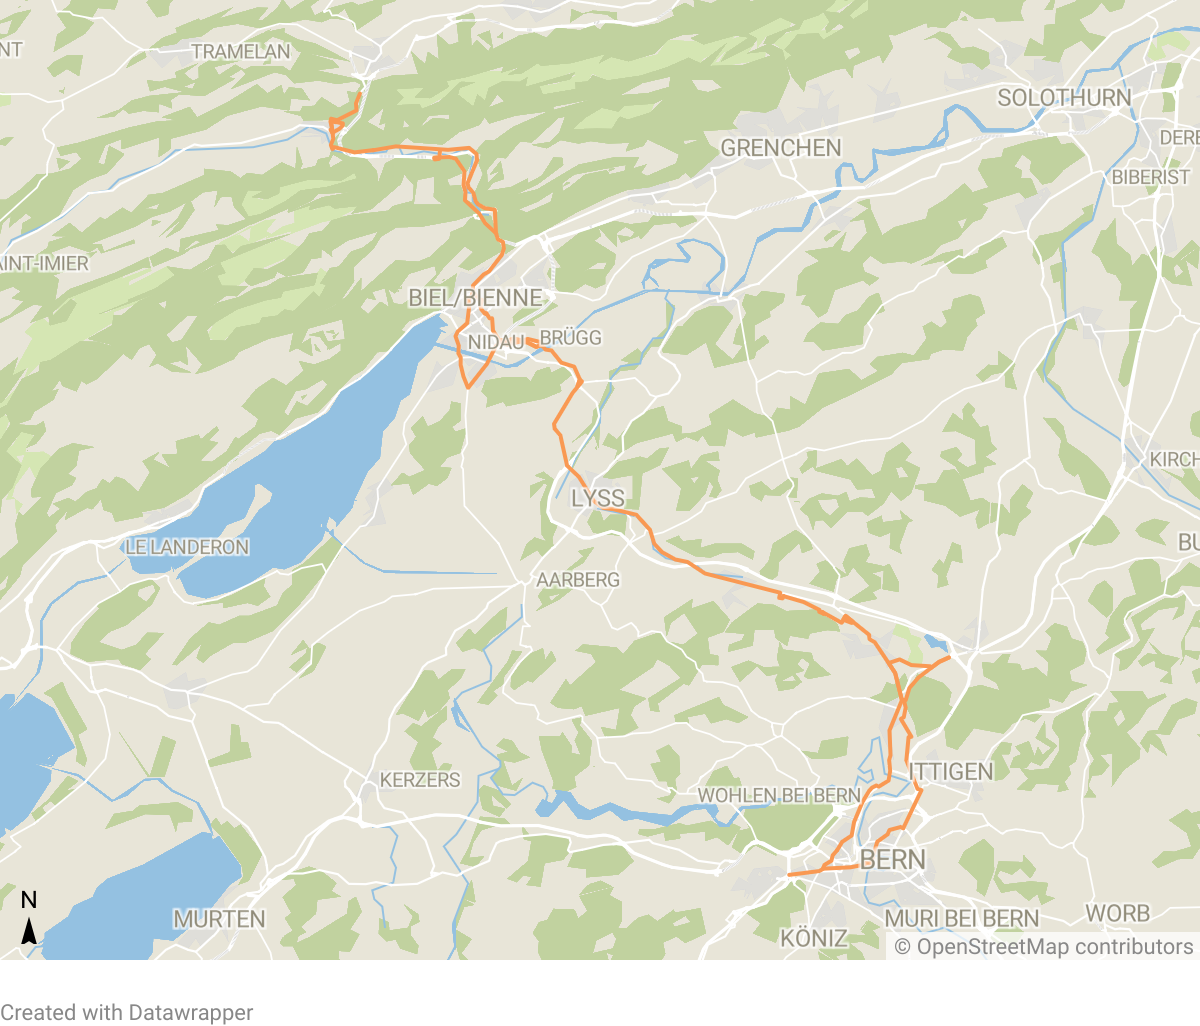 NT
TRAMELAN
SOLOTHURN
GRENCHEN
DERE
BIBERIST
AINT-IMIER
BIEL/BIENNE
NIDAU
BRÜGG
KIRCH
LYSS
LE LANDERON
BU
AARBERG
KERZERS
ITTIGEN
WOHLEN BEI BERN
BERN
N
MURTEN
MURI BEI BERN
WORB
KÖNIZ
© OpenStreetMap contributors
Created with Datawrapper